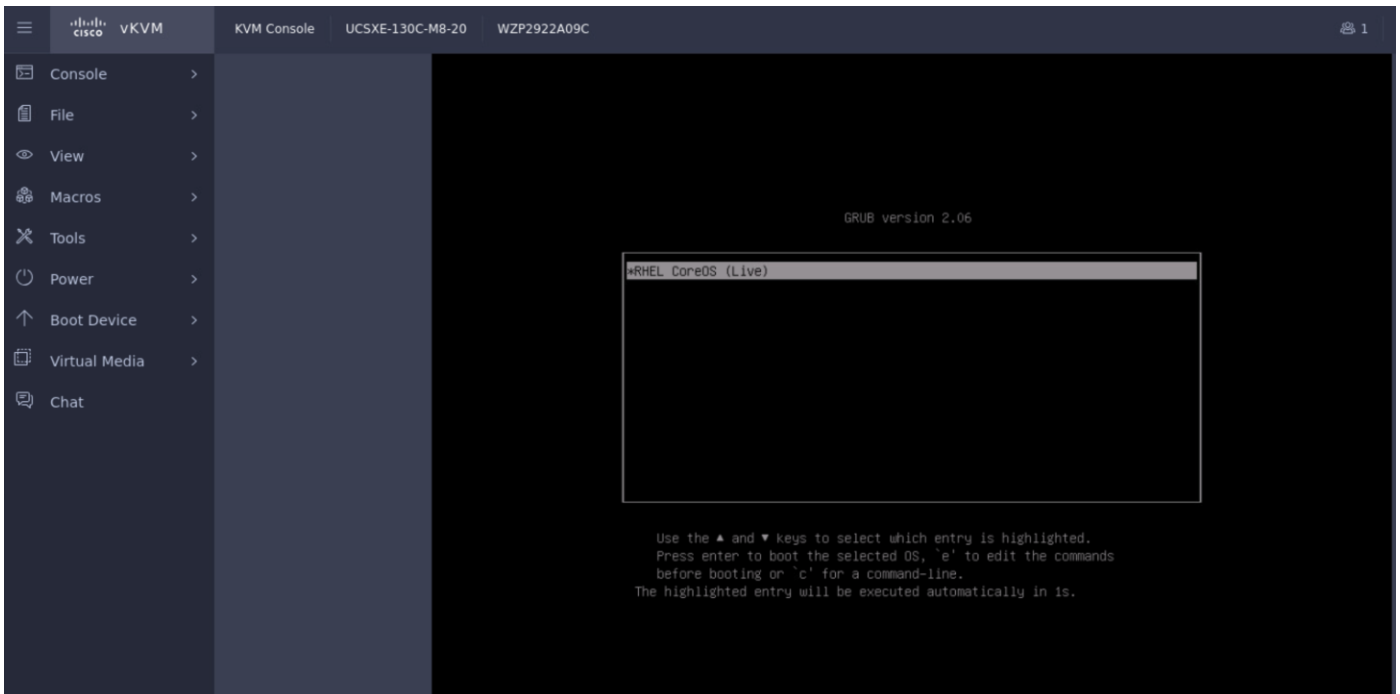 cisco vKVM KVM Console UCSXE-130C-M8-20 WZP2922A09C 1
Console
File
View
Macros
Tools
Power
Boot Device
Virtual Media
Chat
GRUB version 2.06
*RHEL CoreOS (Live)
Use the ▲ and ▼ keys to select which entry is highlighted.
Press enter to boot the selected OS, `e' to edit the commands
before booting or `c' for a command-line.
The highlighted entry will be executed automatically in 1s.